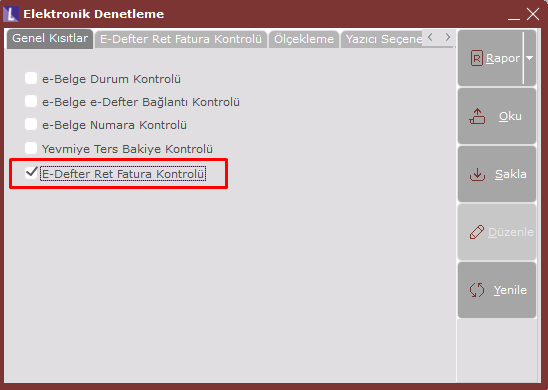 Elektronik Denetleme
Genel Kısıtlar E-Defter Ret Fatura Kontrolü Ölçekleme Yazıcı Seçene
e-Belge Durum Kontrolü
e-Belge e-Defter Bağlantı Kontrolü
e-Belge Numara Kontrolü
Yevmiye Ters Bakiye Kontrolü
E-Defter Ret Fatura Kontrolü
R Rapor
Oku
Sakla
Düzenle
Yenile